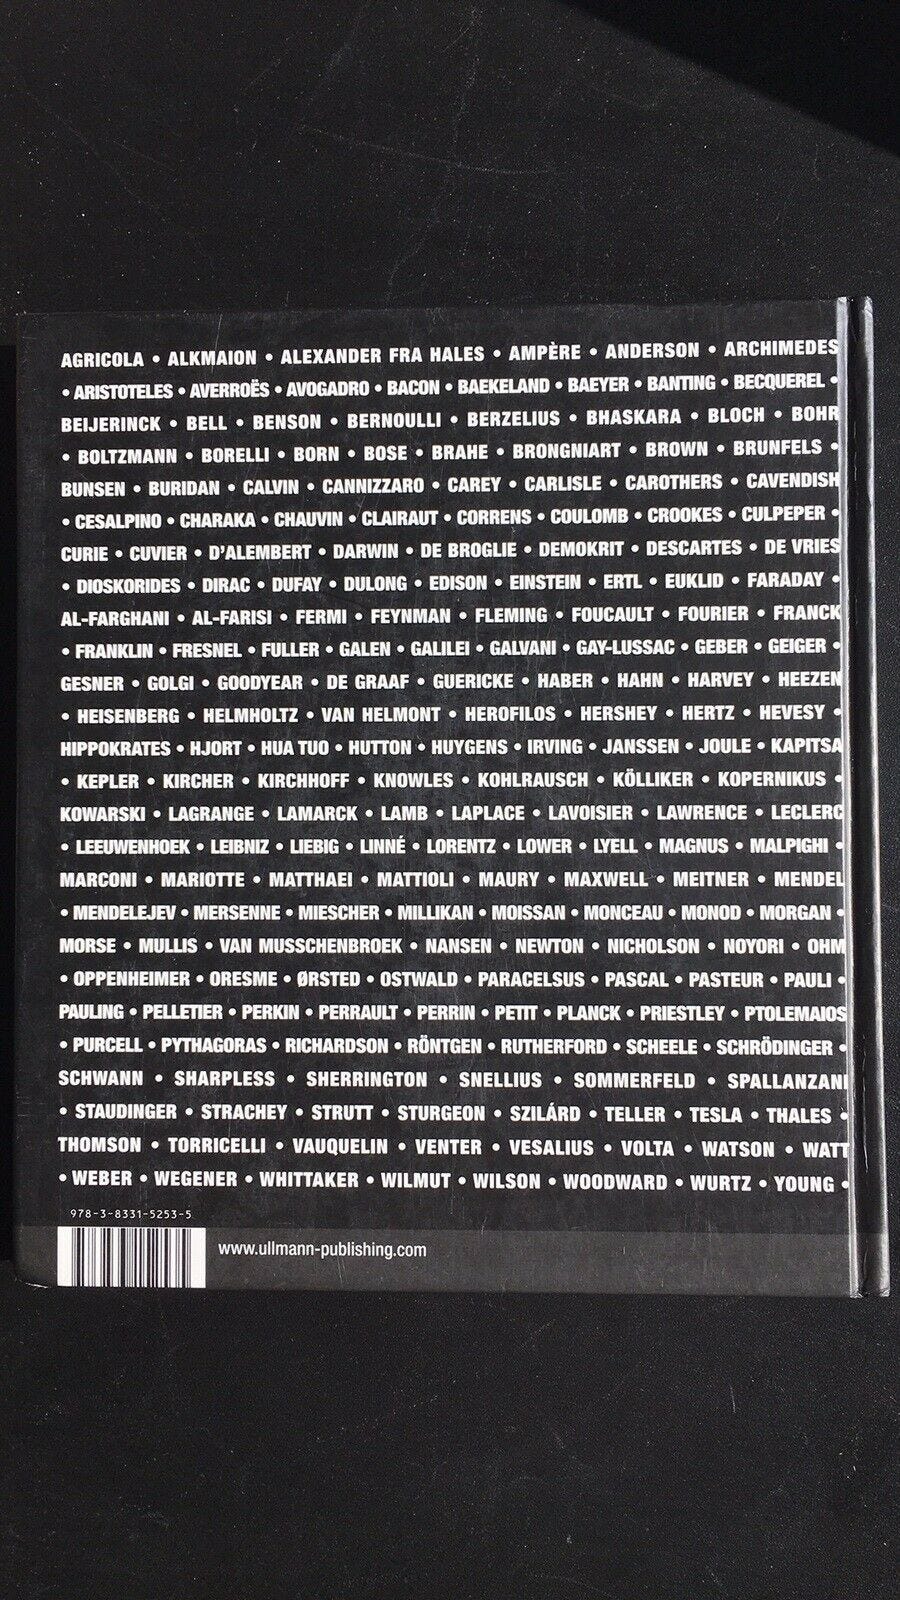 AGRICOLA • ALKMAION • ALEXANDER FRA HALES • AMPÈRE • ANDERSON • ARCHIMEDES
• ARISTOTELES • AVERROËS • AVOGADRO • BACON • BAEKELAND • BAEYER • BANTING • BECQUEREL •
BEIJERINCK • BELL • BENSON • BERNOULLI • BERZELIUS • BHASKARA • BLOCH • BOHR
• BOLTZMANN • BORELLI • BORN • BOSE • BRAHE • BRONGNIART • BROWN • BRUNFELS •
BUNSEN • BURIDAN • CALVIN • CANNIZZARO • CAREY • CARLISLE • CAROTHERS • CAVENDISH
• CESALPINO • CHARAKA • CHAUVIN • CLAIRAUT • CORRENS • COULOMB • CROOKES • CULPEPER •
CURIE • CUVIER • D'ALEMBERT • DARWIN • DE BROGLIE • DEMOKRIT • DESCARTES • DE VRIES
• DIOSKORIDES • DIRAC • DUFAY • DULONG • EDISON • EINSTEIN • ERTL • EUKLID • FARADAY •
AL-FARGHANI • AL-FARISI • FERMI • FEYNMAN • FLEMING • FOUCAULT • FOURIER • FRANCK
• FRANKLIN • FRESNEL • FULLER • GALEN • GALILEI • GALVANI • GAY-LUSSAC • GEBER • GEIGER •
GESNER • GOLGI • GOODYEAR • DE GRAAF • GUERICKE • HABER • HAHN • HARVEY • HEEZEN
• HEISENBERG • HELMHOLTZ • VAN HELMONT • HEROFILOS • HERSHEY • HERTZ • HEVESY •
HIPPOKRATES • HJORT • HUA TUO • HUTTON • HUYGENS • IRVING • JANSSEN • JOULE • KAPITSA
• KEPLER • KIRCHER • KIRCHHOFF • KNOWLES • KOHLRAUSCH • KÖLLIKER • KOPERNIKUS •
KOWARSKI • LAGRANGE • LAMARCK • LAMB • LAPLACE • LAVOISIER • LAWRENCE • LECLERC
• LEEUWENHOEK • LEIBNIZ • LIEBIG • LINNÉ • LORENTZ • LOWER • LYELL • MAGNUS • MALPIGHI •
MARCONI • MARIOTTE • MATTHAEI • MATTIOLI • MAURY • MAXWELL • MEITNER • MENDEL
• MENDELEJEV • MERSENNE • MIESCHER • MILLIKAN • MOISSAN • MONCEAU • MONOD • MORGAN •
MORSE • MULLIS • VAN MUSSCHENBROEK • NANSEN • NEWTON • NICHOLSON • NOYORI • OHM
• OPPENHEIMER • ORESME • ØRSTED • OSTWALD • PARACELSUS • PASCAL • PASTEUR • PAULI •
PAULING • PELLETIER • PERKIN • PERRAULT • PERRIN • PETIT • PLANCK • PRIESTLEY • PTOLEMAIOS
• PURCELL • PYTHAGORAS • RICHARDSON • RÖNTGEN • RUTHERFORD • SCHEELE • SCHRÖDINGER •
SCHWANN • SHARPLESS • SHERRINGTON • SNELLIUS • SOMMERFELD • SPALLANZANI
• STAUDINGER • STRACHEY • STRUTT • STURGEON • SZILÁRD • TELLER • TESLA • THALES •
THOMSON • TORRICELLI • VAUQUELIN • VENTER • VESALIUS • VOLTA • WATSON • WATT
• WEBER • WEGENER • WHITTAKER • WILMUT • WILSON • WOODWARD • WURTZ • YOUNG •
978-3-8331-5253-5
www.ullmann-publishing.com